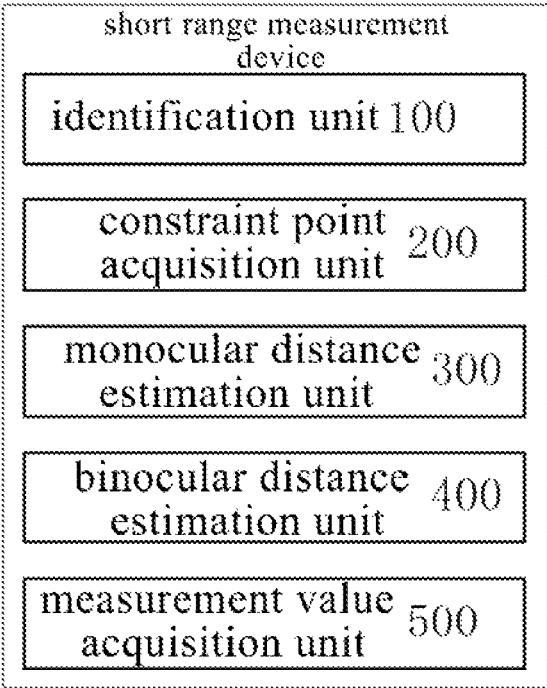 short range measurement
device
identification unit 100
constraint point
acquisition unit 200
monocular distance
estimation unit 300
binocular distance
estimation unit 400
measurement value
acquisition unit 500